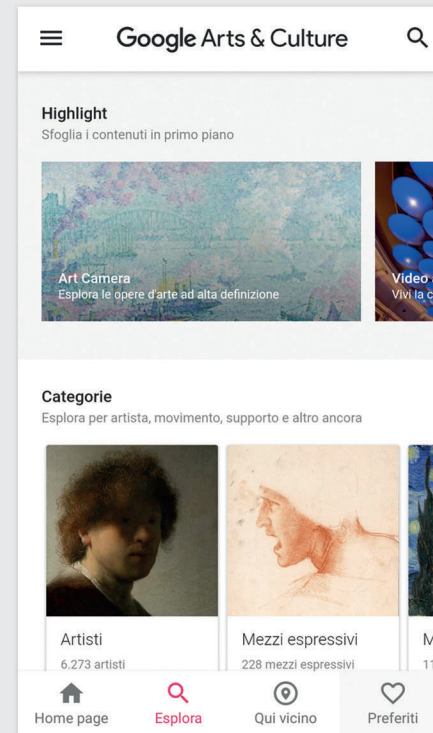 Google Arts & Culture
Highlight
Sfoglia i contenuti in primo piano
Art Camera
Esplora le opere d'arte ad alta definizione
Video
Vivi la c
Categorie
Esplora per artista, movimento, supporto e altro ancora
Artisti
6.273 artisti
Mezzi espressivi
228 mezzi espressivi
M
11
Home page
Esplora
Qui vicino
Preferiti